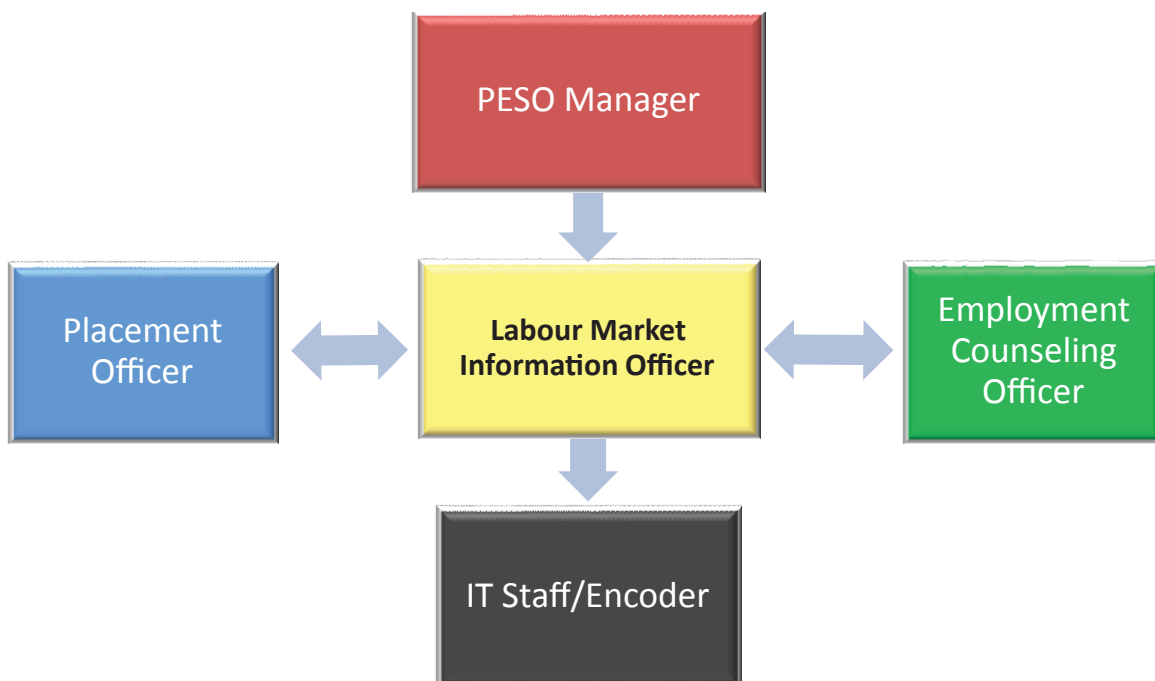 PESO Manager
Placement
Officer
Labour Market
Information Officer
Employment
Counseling
Officer
IT Staff/Encoder